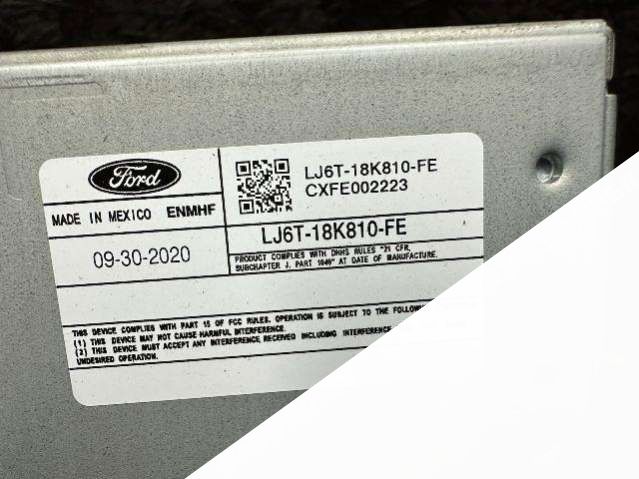 Ford
LJ6T-18K810-FE
CXFE002223
MADE IN MEXICO ENMHF
LJ6T-18K810-FE
09-30-2020
PRODUCT COMPLIES WITH DHHS RULES "21 CFR,
SUBCHAPTER J, PART 1040" AT DATE OF MANUFACTURE.
THIS DEVICE COMPLIES WITH PART 15 OF FCC RULES. OPERATION IS SUBJECT TO THE FOLLOW
(1) THIS DEVICE MAY NOT CAUSE HARMFUL INTERFERENCE.
(2) THIS DEVICE MUST ACCEPT ANY INTERFERENCE RECEIVED INCLUDING INTERFERENCE
UNDESIRED OPERATION.